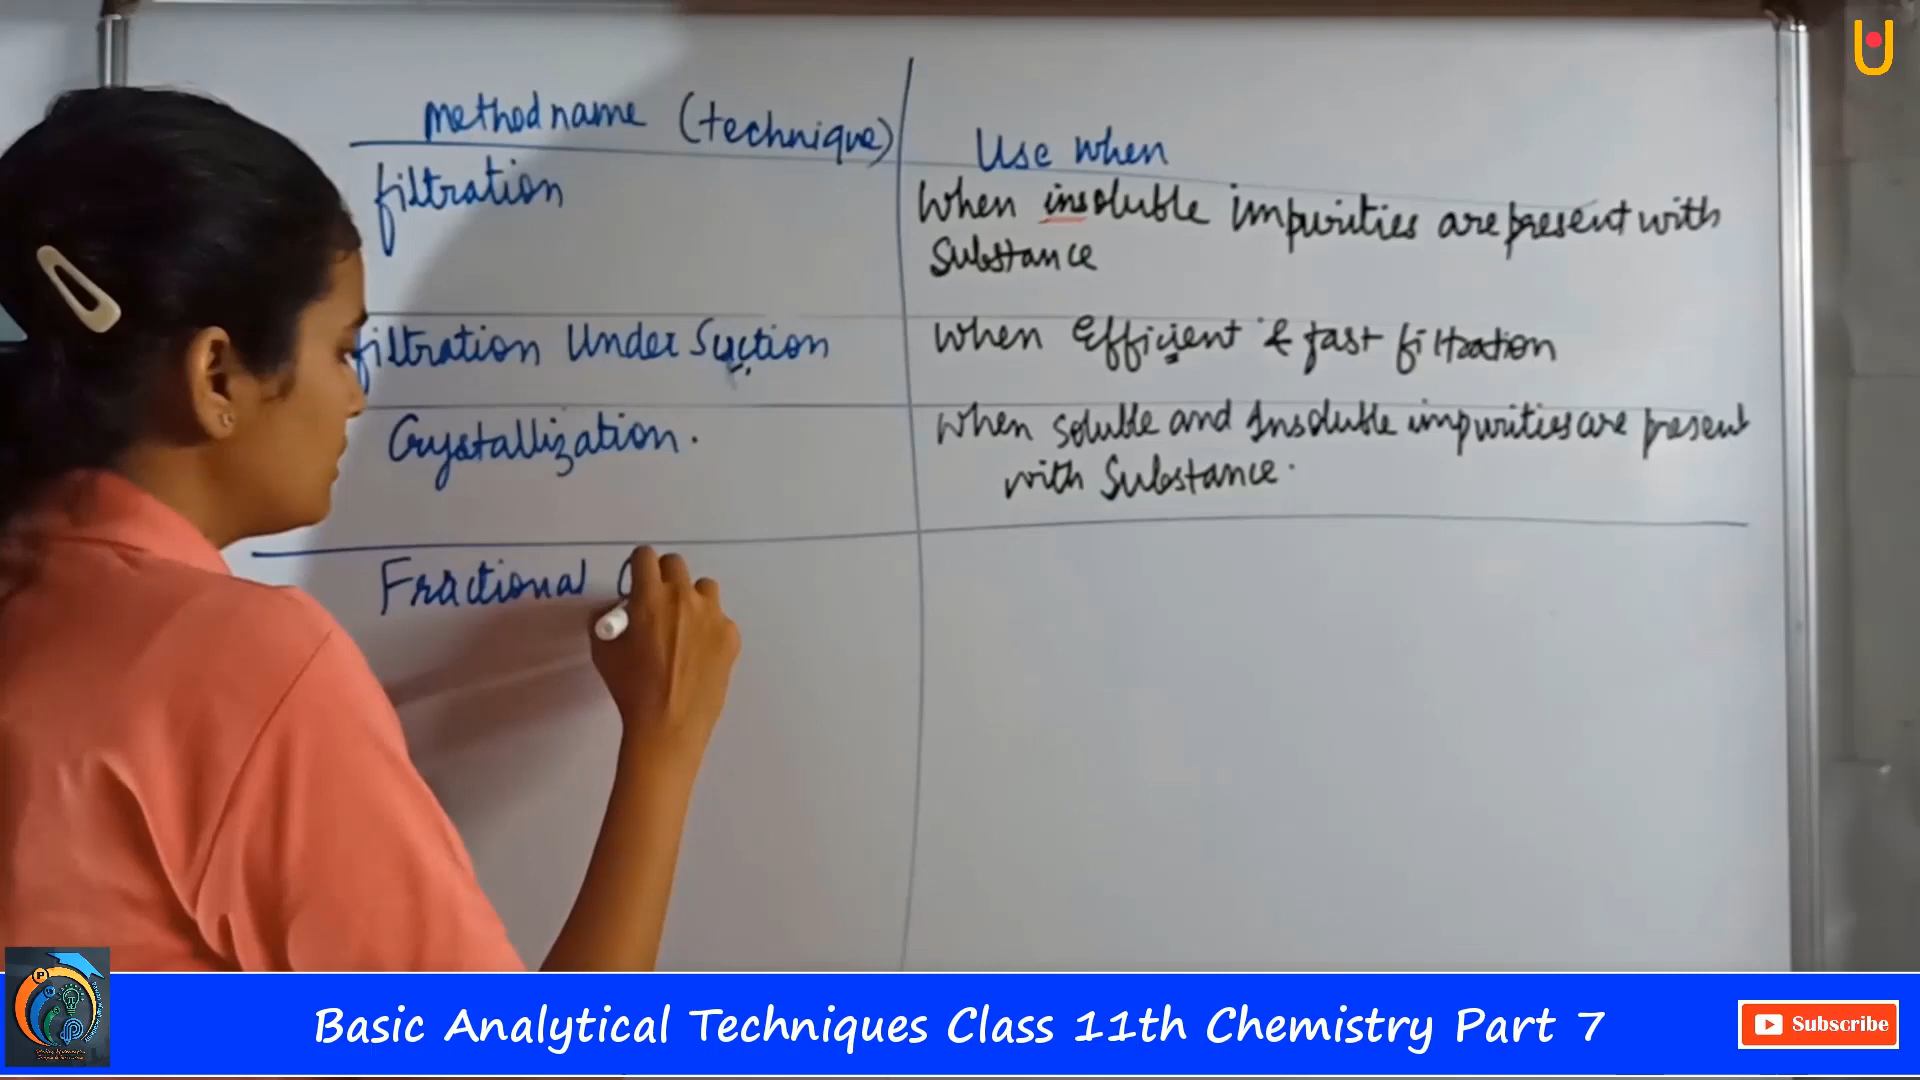 Method name (technique)
Use when
filtration
When insoluble impurities are present with
Substance
filtration Under Suction
When Efficient & fast filtration
Crystallization.
When Soluble and Insoluble impurities are present
with Substance.
Fractional
Basic Analytical Techniques Class 11th Chemistry Part 7
Subscribe